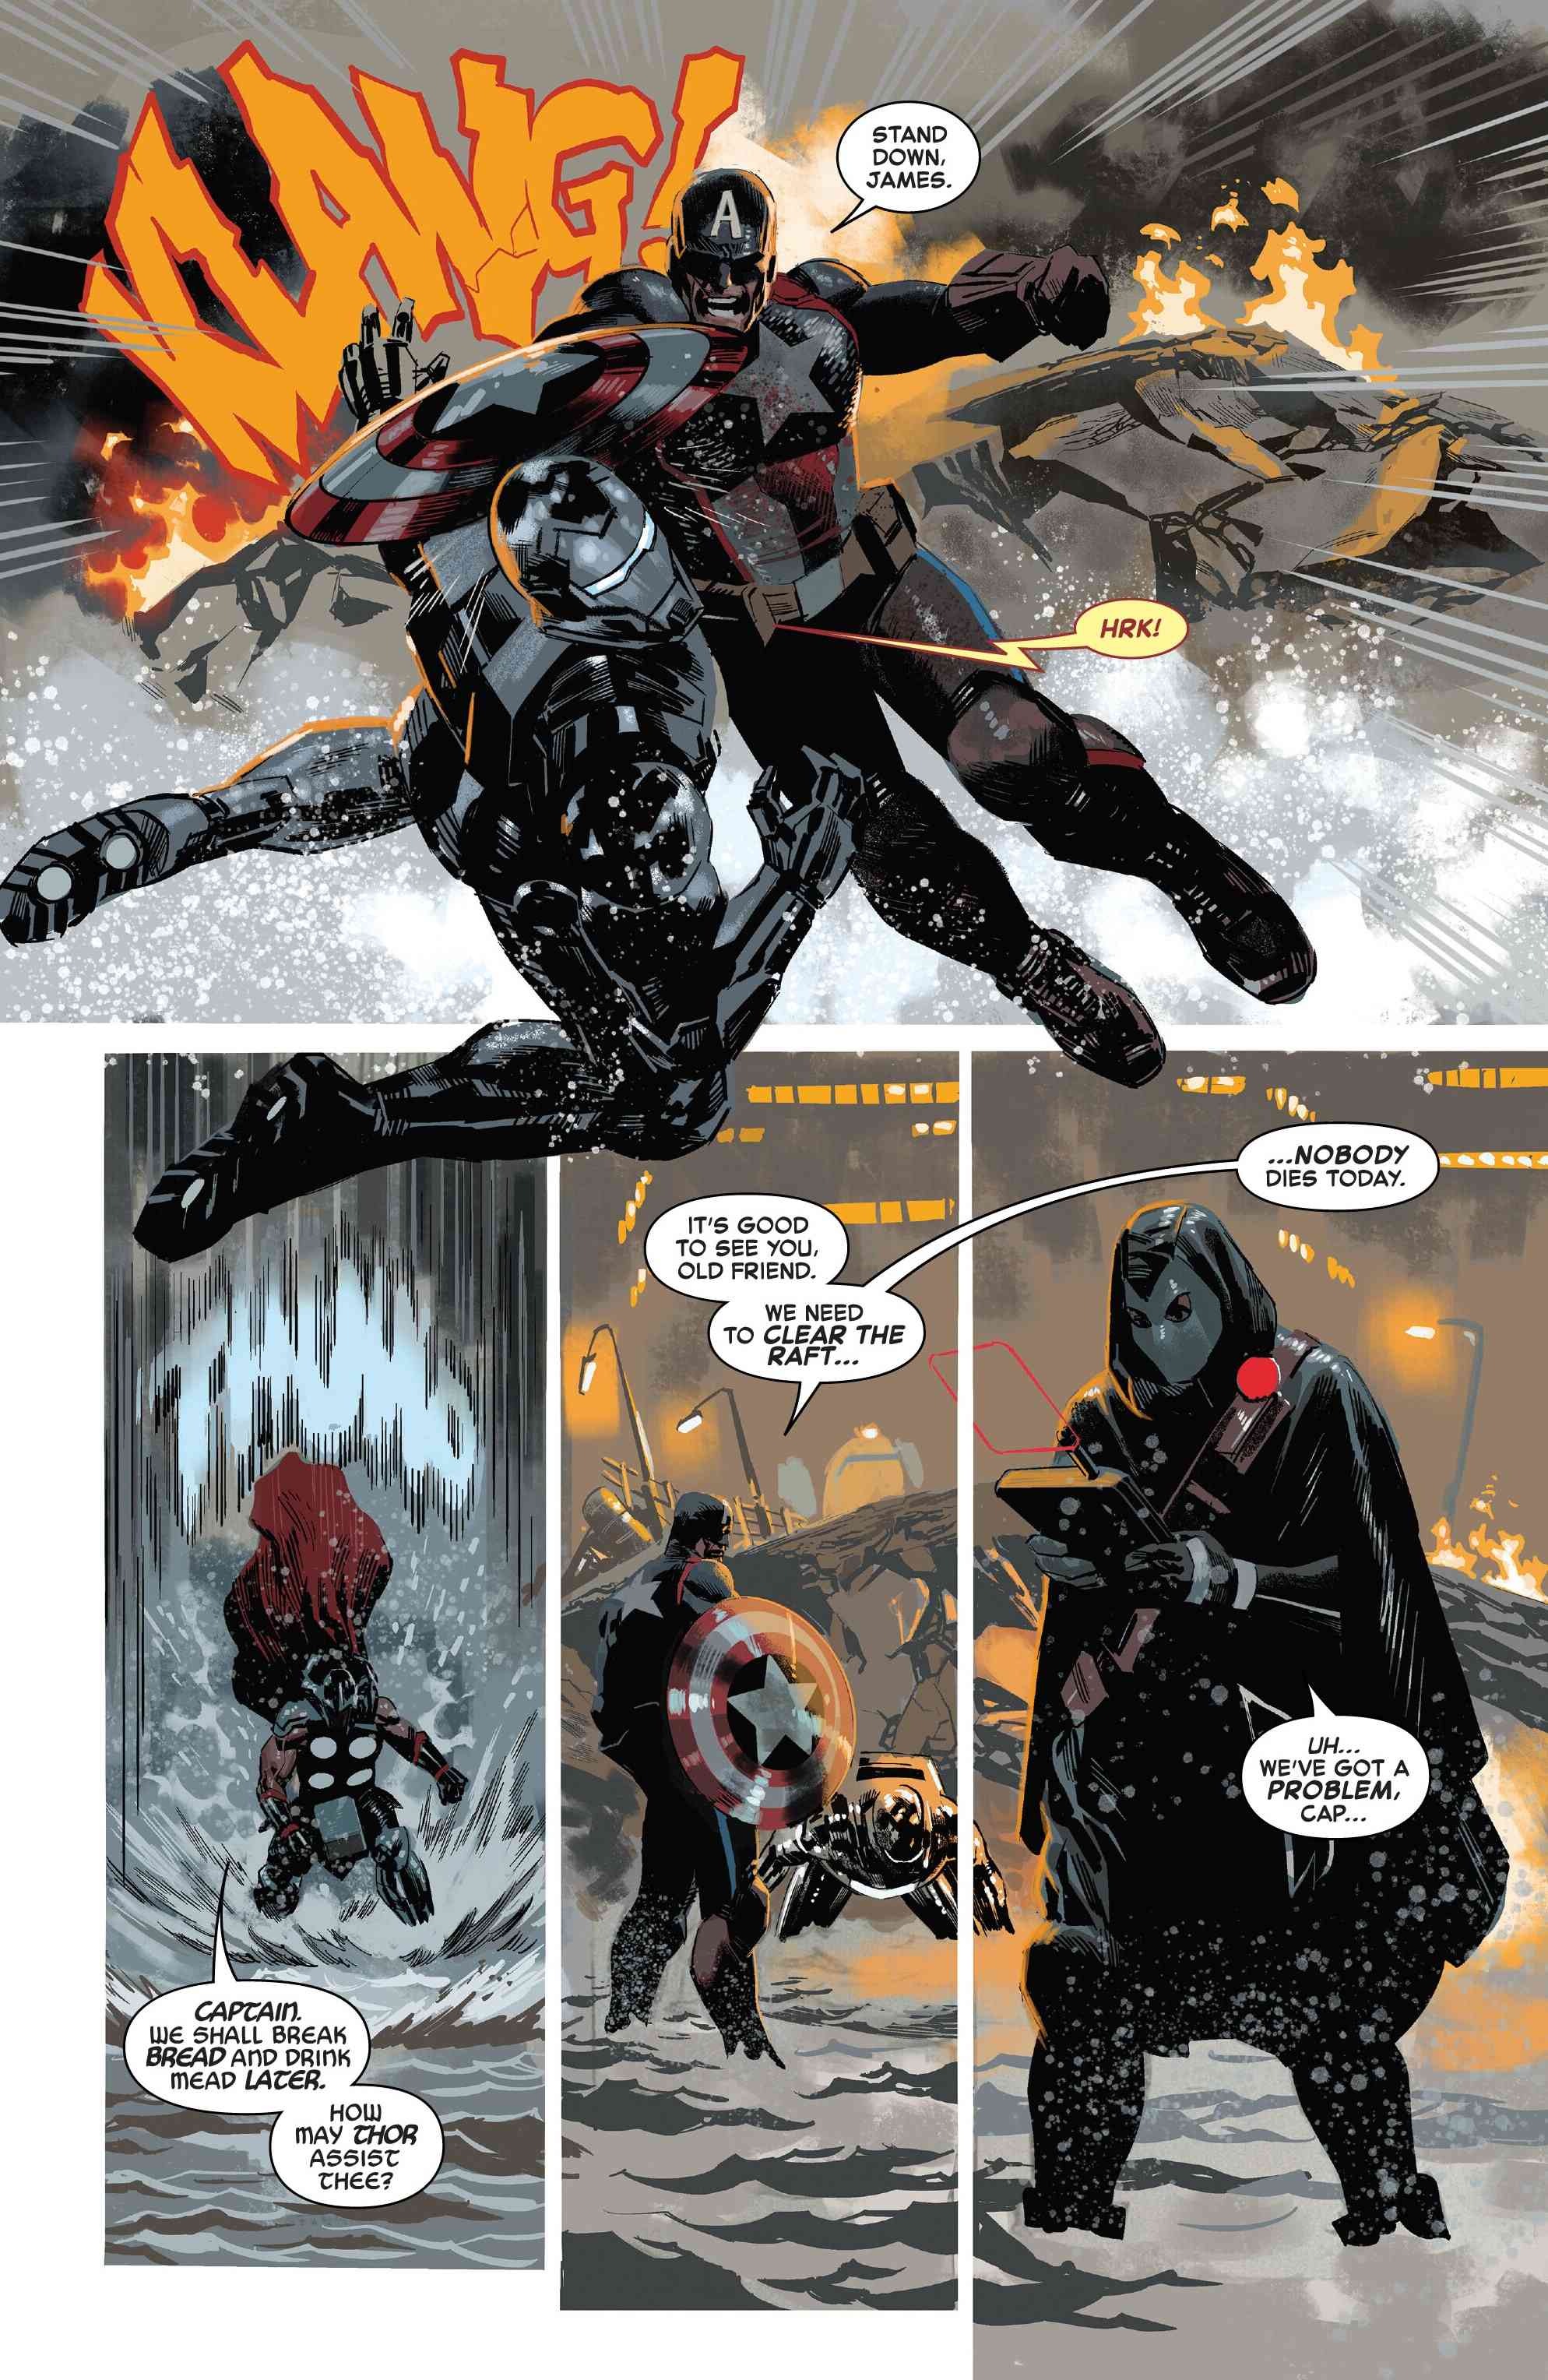 WANG!
STAND
DOWN,
JAMES.
HRK!
CAPTAIN.
WE SHALL BREAK
BREAD AND DRINK
MEAD LATER.
HOW
MAY THOR
ASSIST
THEE?
IT'S GOOD
TO SEE YOU,
OLD FRIEND.
WE NEED
TO CLEAR THE
RAFT...
...NOBODY
DIES TODAY.
UH...
WE'VE GOT A
PROBLEM,
CAP...
A